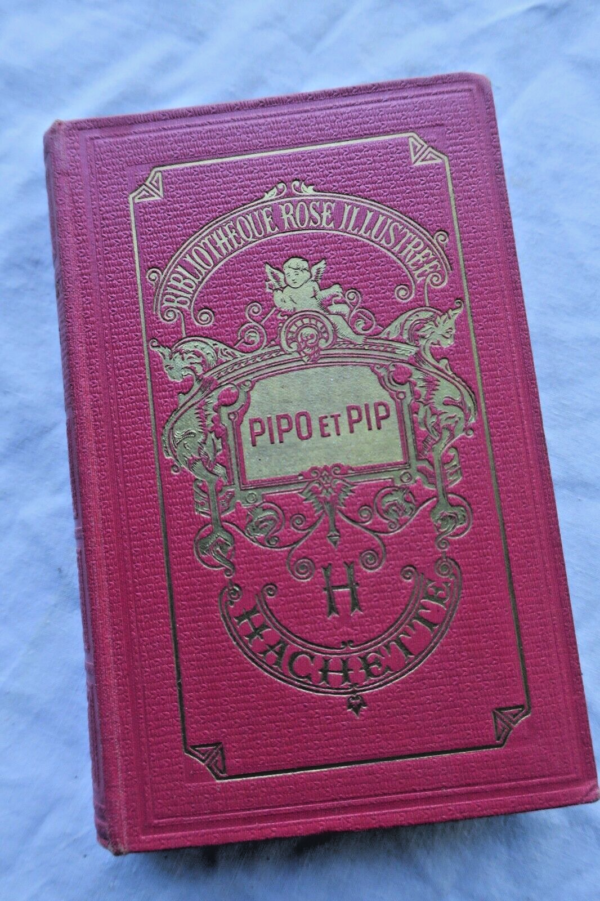 BIBLIOTHEQUE ROSE ILLUSTREE
PIPO ET PIP
H
HACHETTE